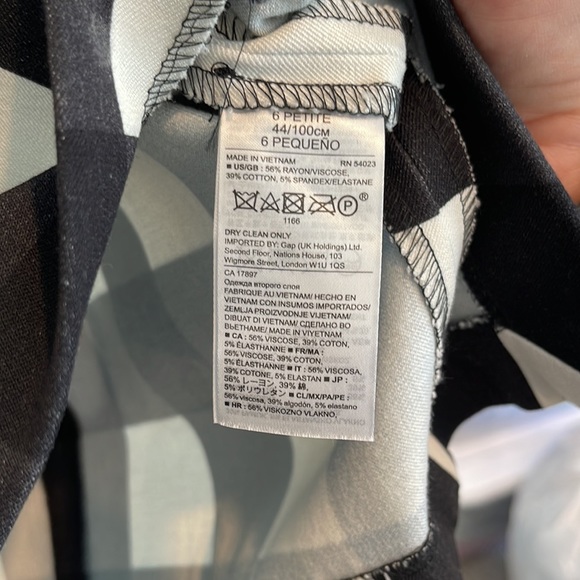 6 PETITE
44/100CM
6 PEQUEÑO
MADE IN VIETNAM RN 54023
■ US/GB : 56% RAYON/VISCOSE,
39% COTTON, 5% SPANDEX/ELASTANE
P ®
1166
DRY CLEAN ONLY
IMPORTED BY: Gap (UK Holdings) Ltd.
Second Floor, Nations House, 103
Wigmore Street, London W1U 1QS
CA 17897
Одежда второго слоя
FABRIQUE AU VIETNAM/ HECHO EN
VIETNAM CON INSUMOS IMPORTADOS/
ZEMLJA PROIZVODNJE VIJETNAM/
DIBUAT DI VIETNAM/ СДЕЛАНО ВО
ВЬЕТНАМЕ/ MADE IN VIYETNAM
■ CA : 56% VISCOSE, 39% COTON,
5% ÉLASTHANNE ■ FR/MA :
56% VISCOSE, 39% COTON,
5% ÉLASTHANNE ■ IT : 56% VISCOSA,
39% COTONE, 5% ELASTAN ■ JP :
56% レーヨン, 39% 綿,
5% ポリウレタン ■ CL/MX/PA/PE :
56% viscosa, 39% algodón, 5% elastano
■ HR : 56% VISKOZNO VLAKNO,